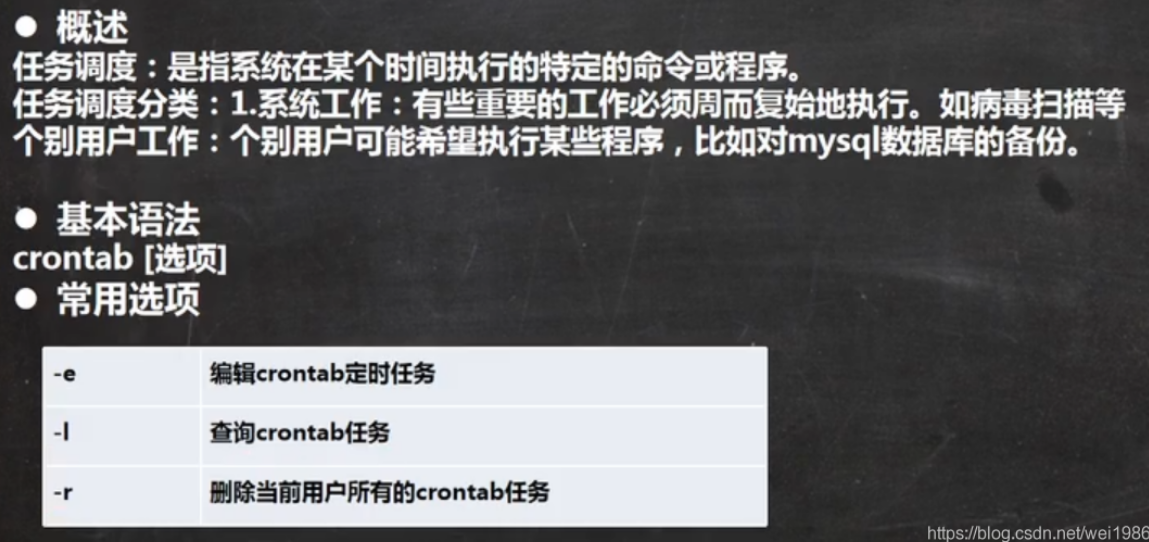 ● 概述
任务调度：是指系统在某个时间执行的特定的命令或程序。
任务调度分类：1.系统工作：有些重要的工作必须周而复始地执行。如病毒扫描等
个别用户工作：个别用户可能希望执行某些程序，比如对mysql数据库的备份。
● 基本语法
crontab [选项]
● 常用选项
-e 编辑crontab定时任务
-l 查询crontab任务
-r 删除当前用户所有的crontab任务
https://blog.csdn.net/wei1986